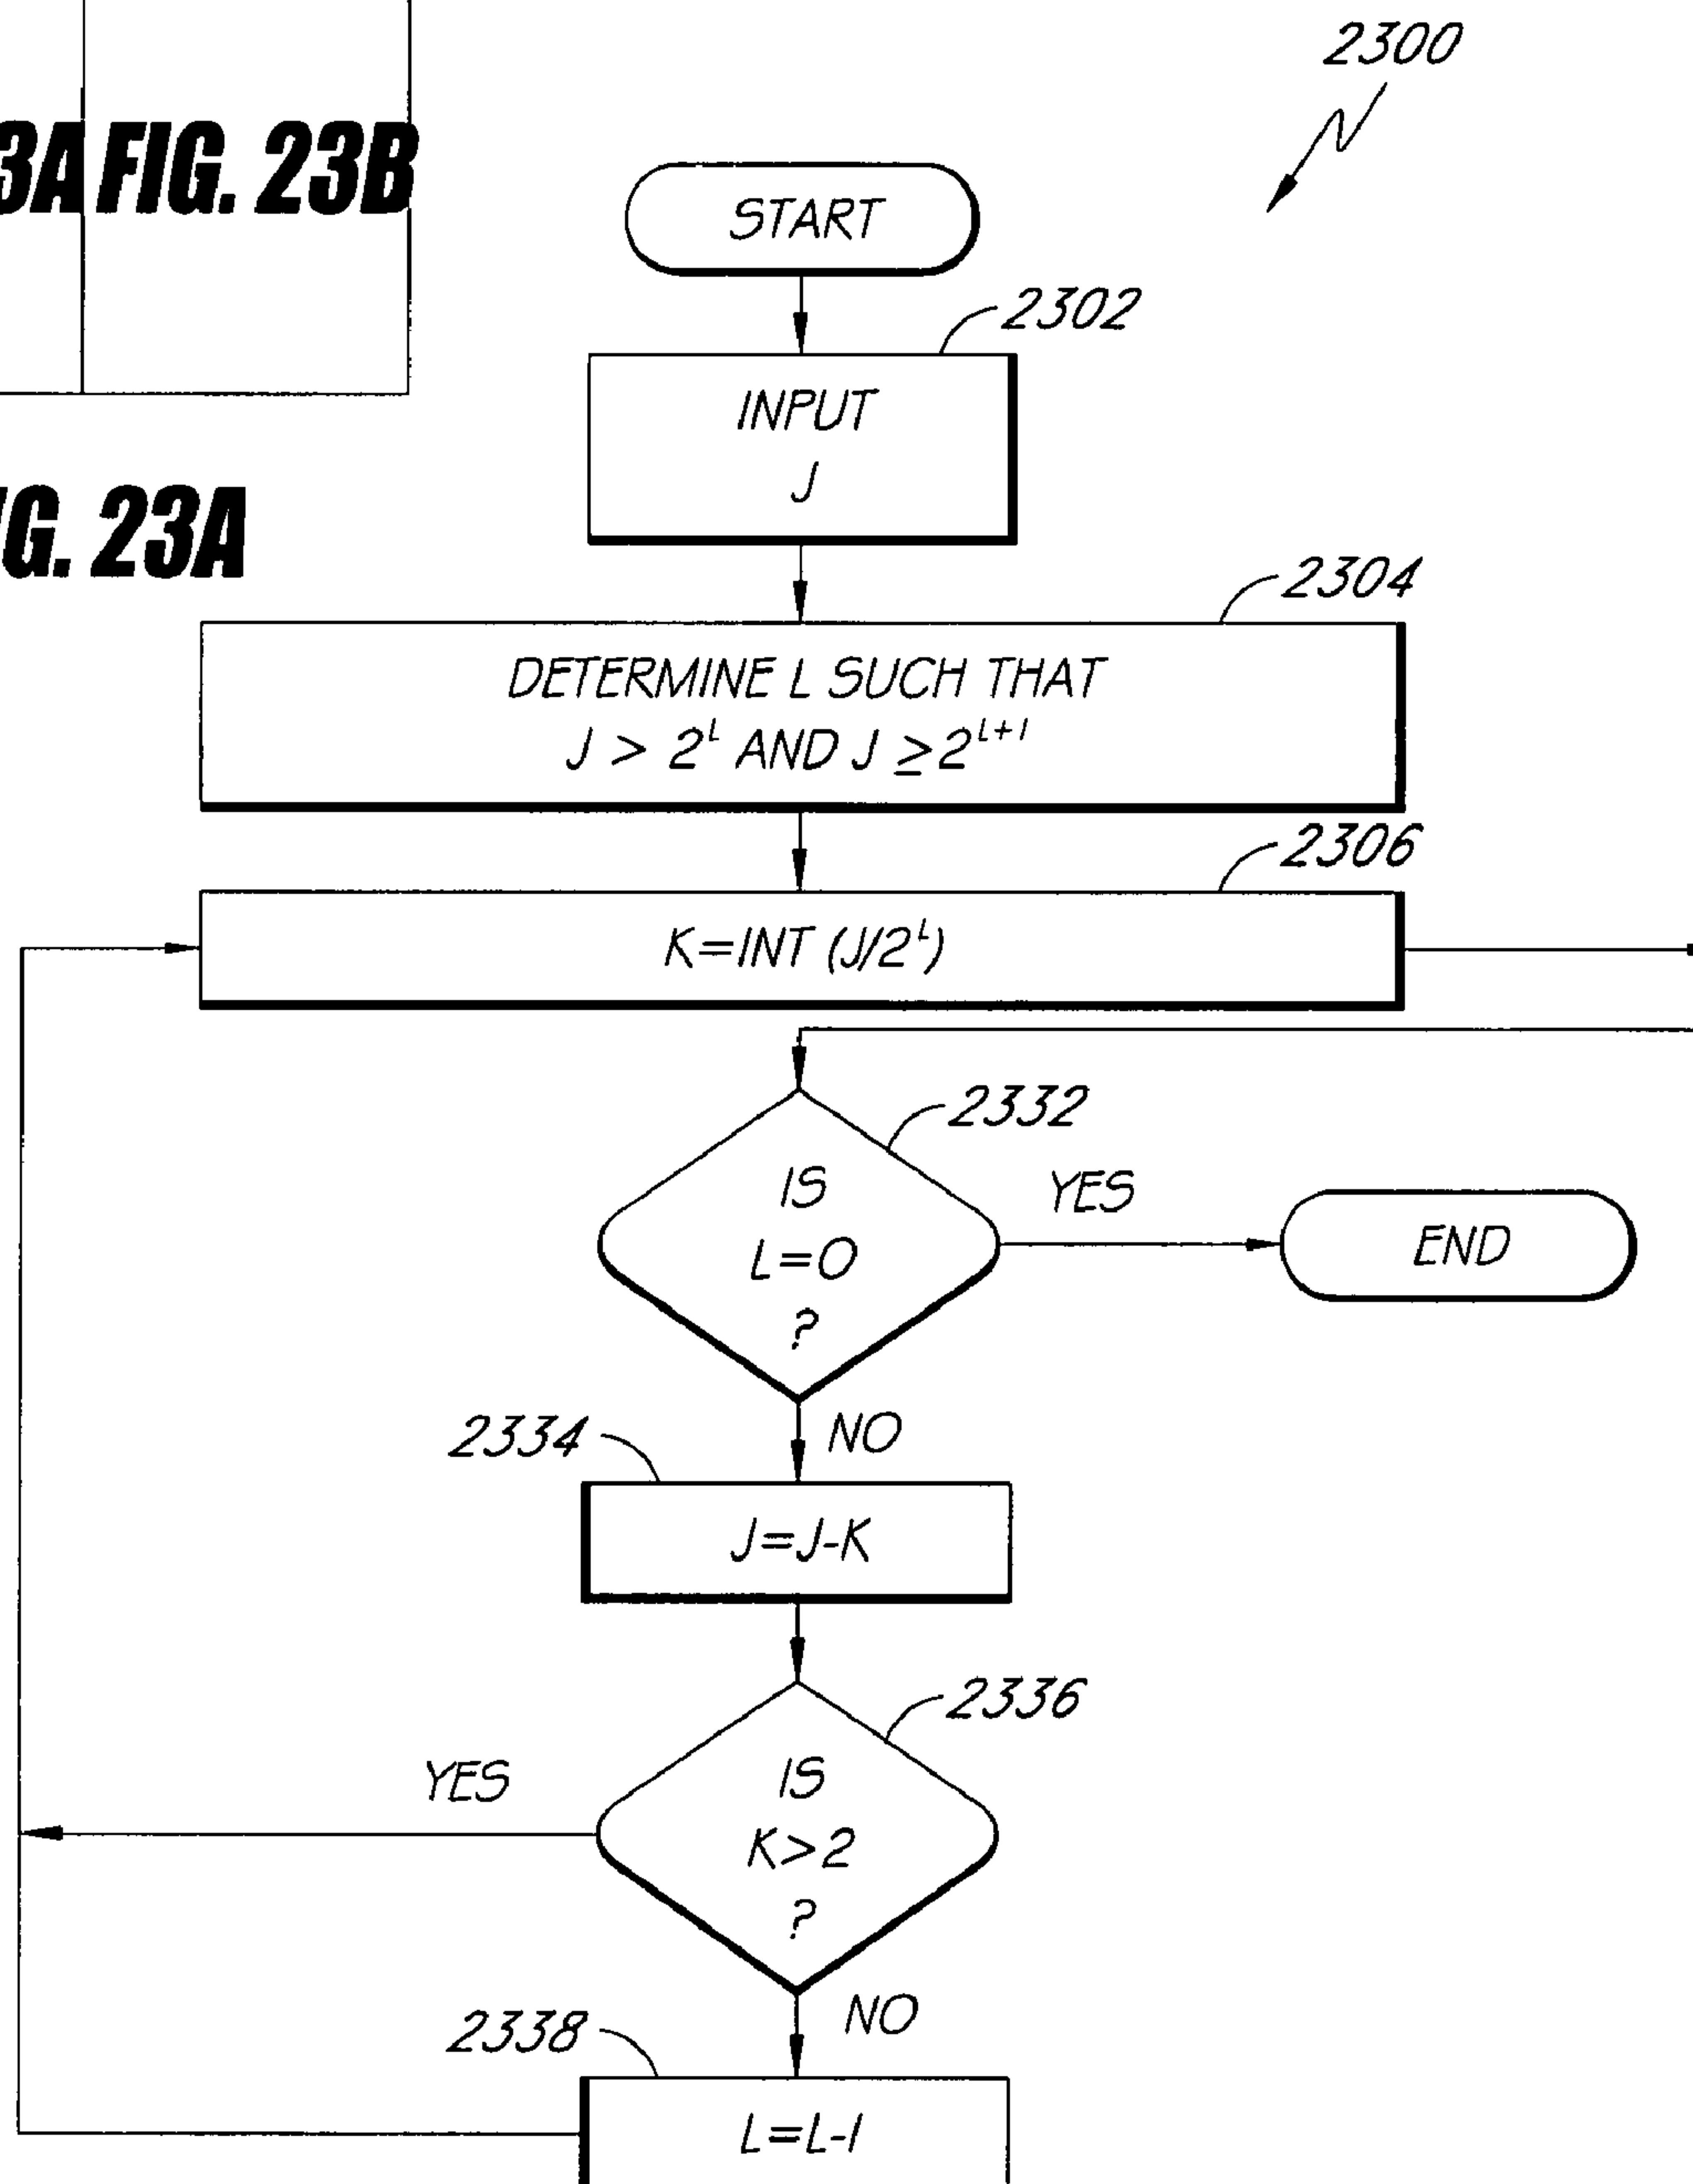 2300
3A FIG. 23B
START
2302
INPUT
J
G. 23A
2304
DETERMINE L SUCH THAT
J > 2^L AND J ≥ 2^L+1
2306
K=INT (J/2^L)
2332
IS
L=0
?
YES
END
NO
2334
J=J-K
2336
IS
K>2
?
YES
NO
2338
L=L-1